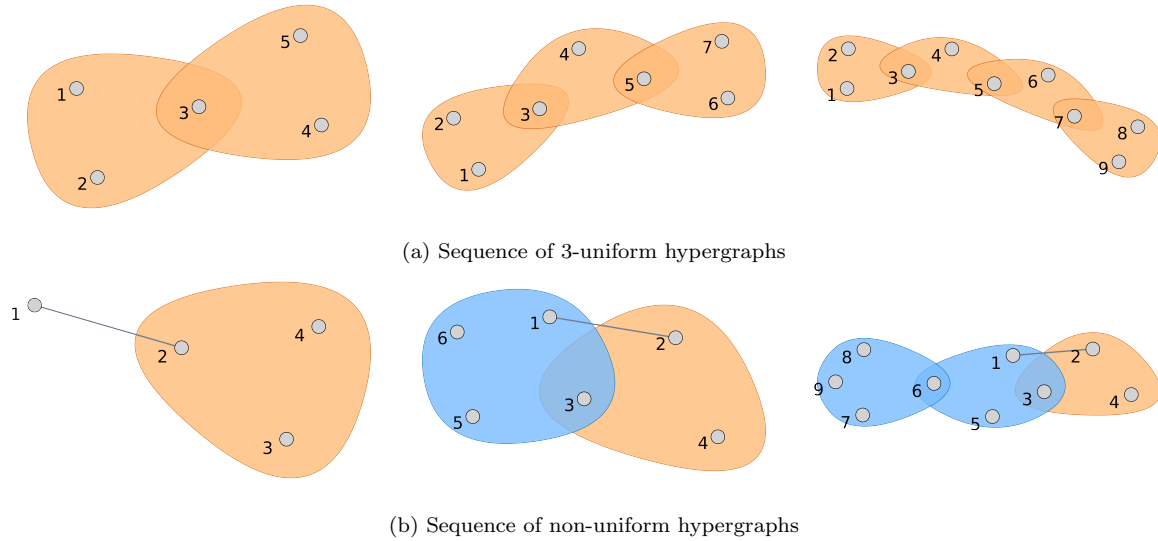 1 2 3 4 5
1 2 3 4 5 6 7
1 2 3 4 5 6 7 8 9
(a) Sequence of 3-uniform hypergraphs
1 2 3 4
1 2 3 4 5 6
1 2 3 4 5 6 7 8 9
(b) Sequence of non-uniform hypergraphs